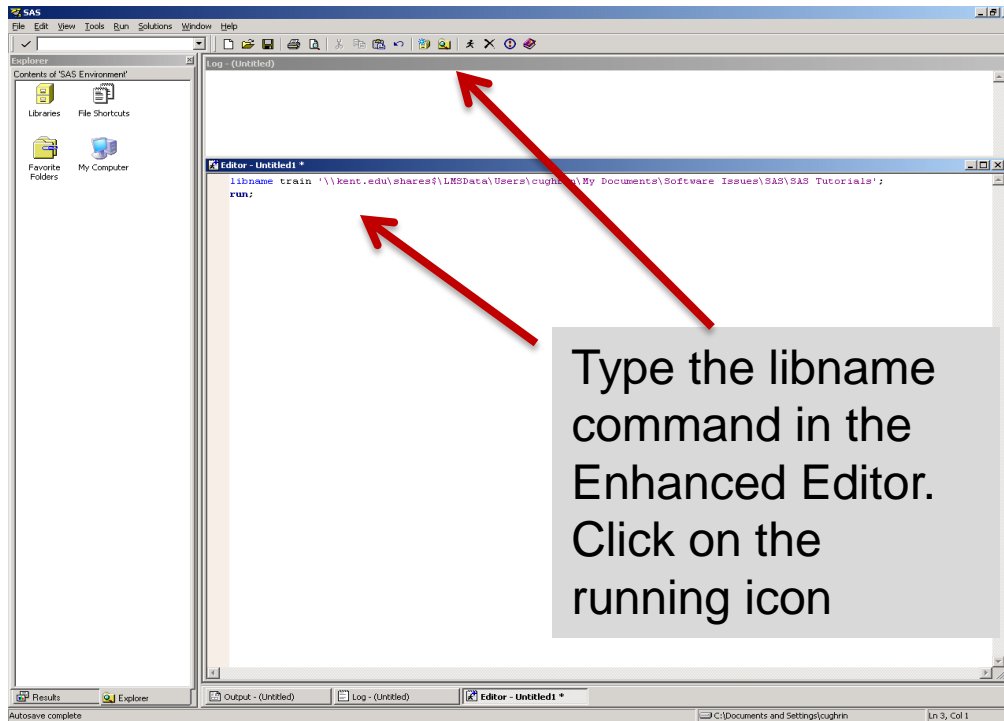 SAS
File Edit View Tools Run Solutions Window Help
Explorer
Contents of 'SAS Environment'
Libraries
File Shortcuts
Favorite Folders
My Computer
Log - (Untitled)
Editor - Untitled1 *
libname train '\\kent.edu\shares$\LMSData\Users\cughrin\My Documents\Software Issues\SAS\SAS Tutorials';
run;
Type the libname
command in the
Enhanced Editor.
Click on the
running icon
Results
Explorer
Output - (Untitled)
Log - (Untitled)
Editor - Untitled1 *
Autosave complete
C:\Documents and Settings\cughrin
Ln 3, Col 1